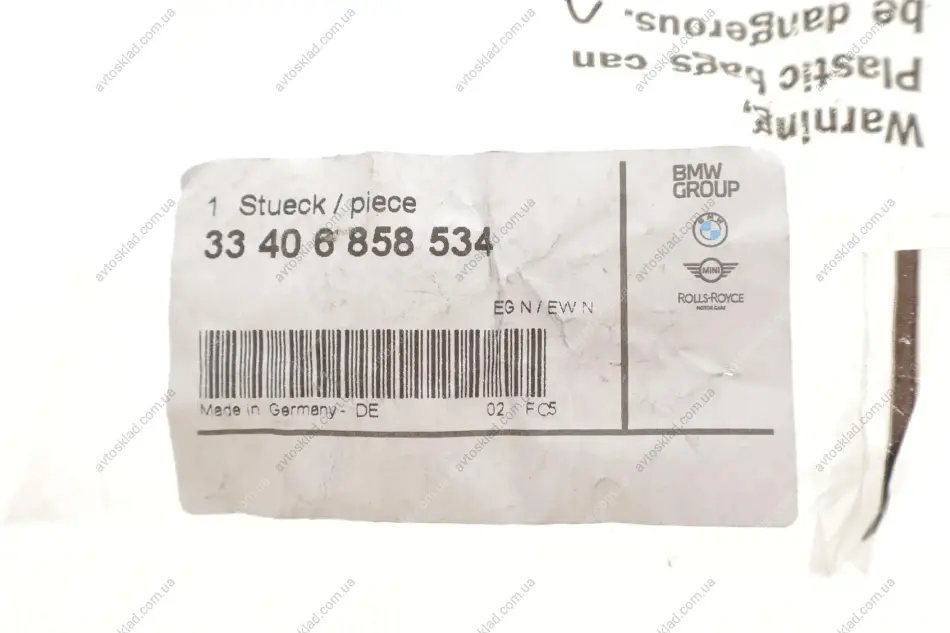 Warning,
Plastic bags can
be dangerous.
1 Stueck / piece
33 40 6 858 534
EG N / EW N
Made in Germany - DE 02 FC5
BMW
GROUP
BMW
MINI
ROLLS-ROYCE
MOTOR CARS
avtosklad.com.ua